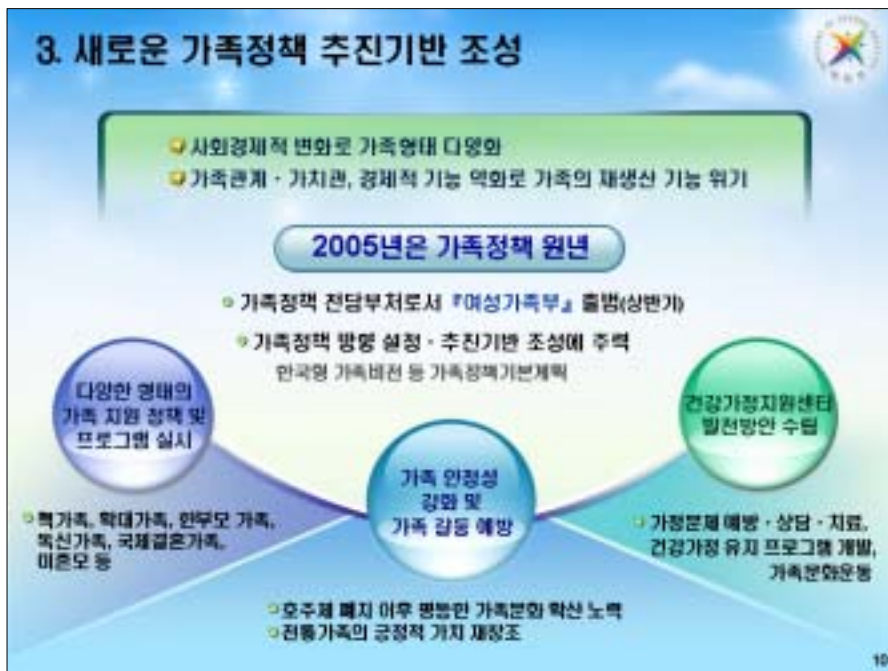 3. 새로운 가족정책 추진기반 조성
사회경제적 변화로 가족형태 다양화
가족관계 · 가치관, 경제적 기능 약화로 가족의 재생산 기능 위기
2005년은 가족정책 원년
가족정책 전담부처로서 『여성가족부』 출범(상반기)
가족정책 방향 설정 · 추진기반 조성에 주력
한국형 가족비전 등 가족정책기본계획
다양한 형태의
가족 지원 정책 및
프로그램 실시
핵가족, 확대가족, 한부모 가족,
독신가족, 국제결혼가족,
미혼모 등
가족 안정성
강화 및
가족 갈등 예방
호주제 폐지 이후 평등한 가족문화 확산 노력
전통가족의 긍정적 가치 재창조
건강가정지원센터
발전방안 수립
가정문제 예방 · 상담 · 치료,
건강가정 유지 프로그램 개발,
가족문화운동
10